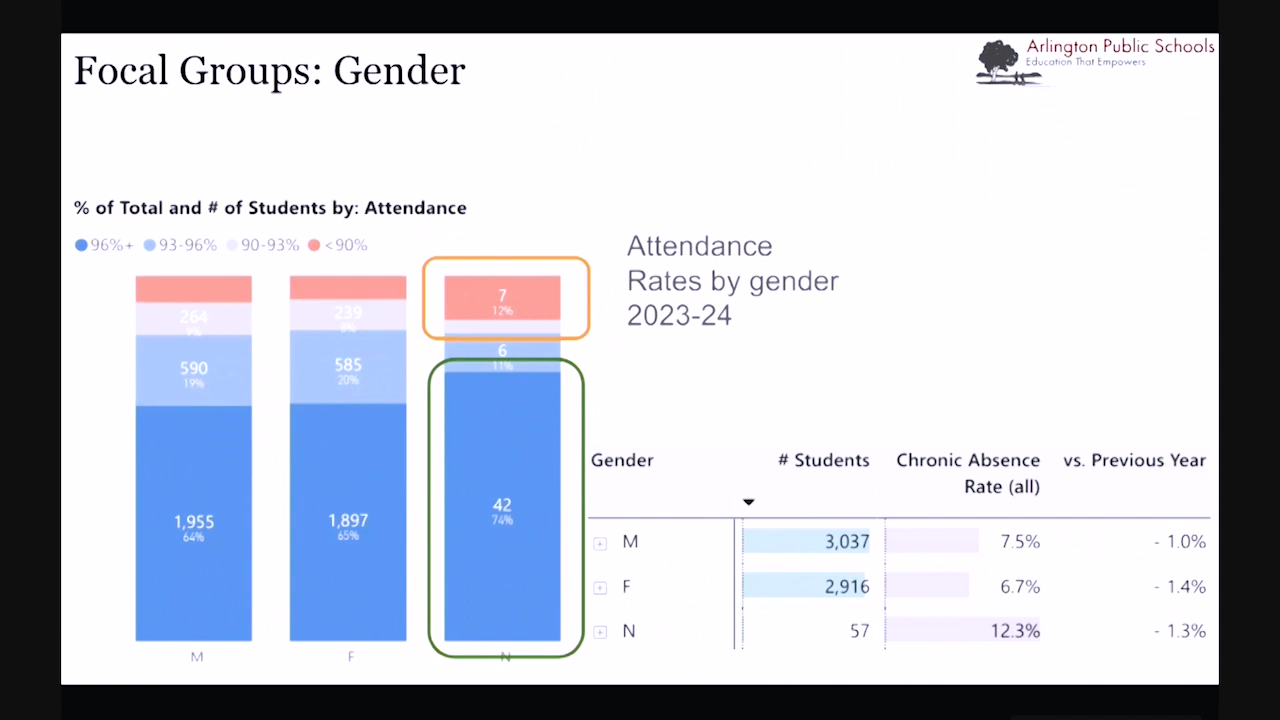 Focal Groups: Gender
Arlington Public Schools
Education That Empowers
% of Total and # of Students by: Attendance
96%+ 93-96% 90-93% <90%
264
9%
590
19%
1,955
64%
M
239
8%
585
20%
1,897
65%
F
7
12%
6
11%
42
74%
N
Attendance
Rates by gender
2023-24
Gender # Students Chronic Absence Rate (all) vs. Previous Year
M 3,037 7.5% - 1.0%
F 2,916 6.7% - 1.4%
N 57 12.3% - 1.3%